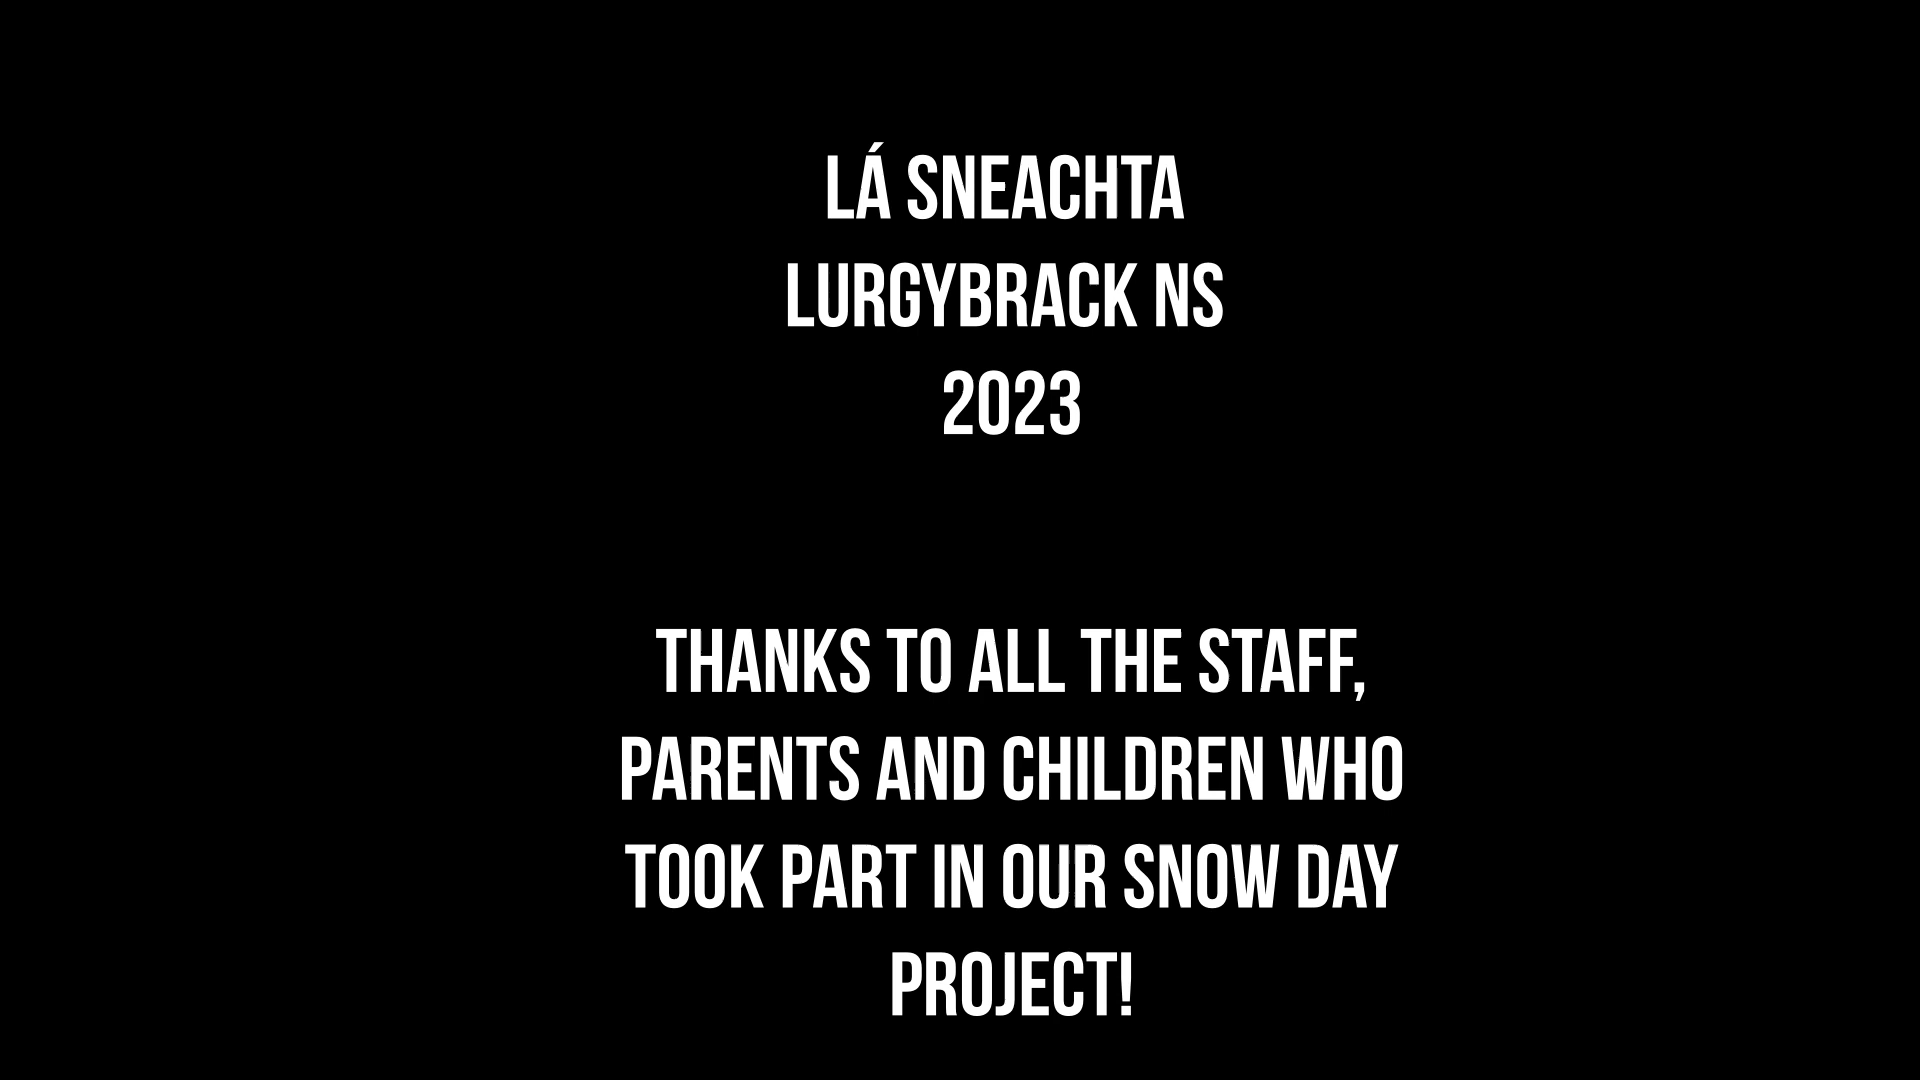 LÁ SNEACHTA
LURGYBRACK NS
2023
THANKS TO ALL THE STAFF,
PARENTS AND CHILDREN WHO
TOOK PART IN OUR SNOW DAY
PROJECT!